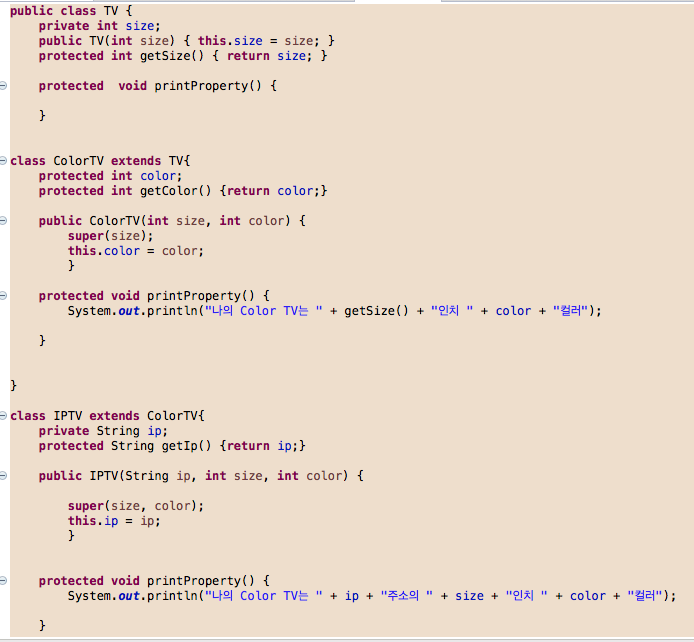 public class TV {
    private int size;
    public TV(int size) { this.size = size; }
    protected int getSize() { return size; }
    protected  void printProperty() {
    }
class ColorTV extends TV{
    protected int color;
    protected int getColor() {return color;}
    public ColorTV(int size, int color) {
        super(size);
        this.color = color;
        }
    protected void printProperty() {
        System.out.println("나의 Color TV는 " + getSize() + "인치 " + color + "컬러");
    }
}
class IPTV extends ColorTV{
    private String ip;
    protected String getIp() {return ip;}
    public IPTV(String ip, int size, int color) {
        super(size, color);
        this.ip = ip;
        }
    protected void printProperty() {
        System.out.println("나의 Color TV는 " + ip + "주소의 " + size + "인치 " + color + "컬러");
    }